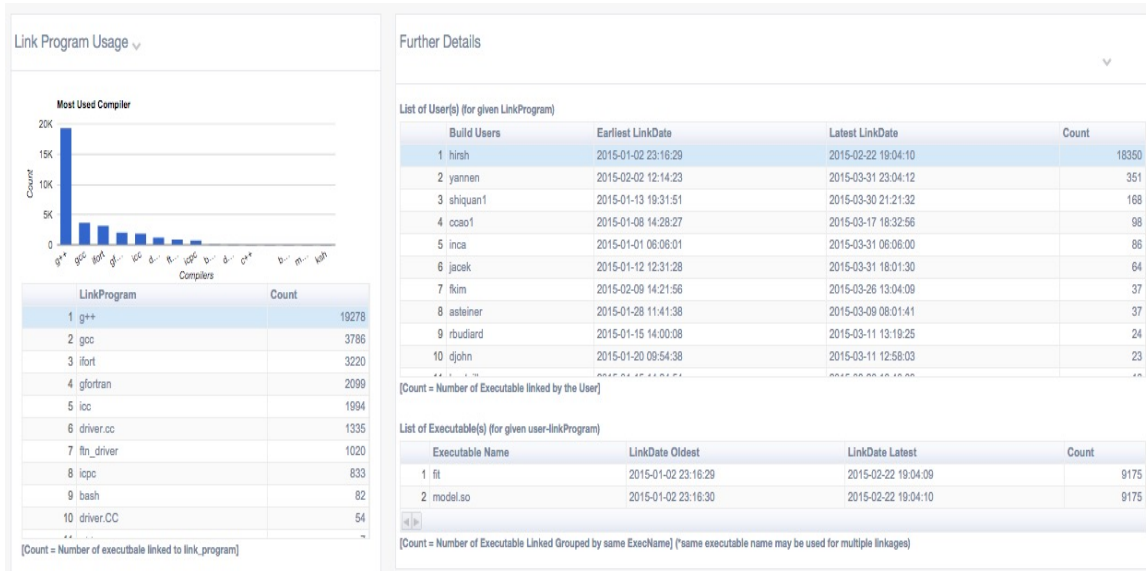 Link Program Usage
Most Used Compiler
20K
15K
10K
5K
0
Count
g++ gcc ifort gf... icc d... ft... icpc b... d... c++ b... m... ksh
Compilers
LinkProgram Count
1 g++ 19278
2 gcc 3786
3 ifort 3220
4 gfortran 2099
5 icc 1994
6 driver.cc 1335
7 ftn_driver 1020
8 icpc 833
9 bash 82
10 driver.CC 54
[Count = Number of executbale linked to link_program]
Further Details
List of User(s) (for given LinkProgram)
Build Users Earliest LinkDate Latest LinkDate Count
1 hirsh 2015-01-02 23:16:29 2015-02-22 19:04:10 18350
2 yannen 2015-02-02 12:14:23 2015-03-31 23:04:12 351
3 shiquan1 2015-01-13 19:31:51 2015-03-30 21:21:32 168
4 ccao1 2015-01-08 14:28:27 2015-03-17 18:32:56 98
5 inca 2015-01-01 06:06:01 2015-03-31 06:06:00 86
6 jacek 2015-01-12 12:31:28 2015-03-31 18:01:30 64
7 fkim 2015-02-09 14:21:56 2015-03-26 13:04:09 37
8 asteiner 2015-01-28 11:41:38 2015-03-09 08:01:41 37
9 rbudiard 2015-01-15 14:00:08 2015-03-11 13:19:25 24
10 djohn 2015-01-20 09:54:38 2015-03-11 12:58:03 23
[Count = Number of Executable linked by the User]
List of Executable(s) (for given user-linkProgram)
Executable Name LinkDate Oldest LinkDate Latest Count
1 fit 2015-01-02 23:16:29 2015-02-22 19:04:09 9175
2 model.so 2015-01-02 23:16:30 2015-02-22 19:04:10 9175
[Count = Number of Executable Linked Grouped by same ExecName] (*same executable name may be used for multiple linkages)